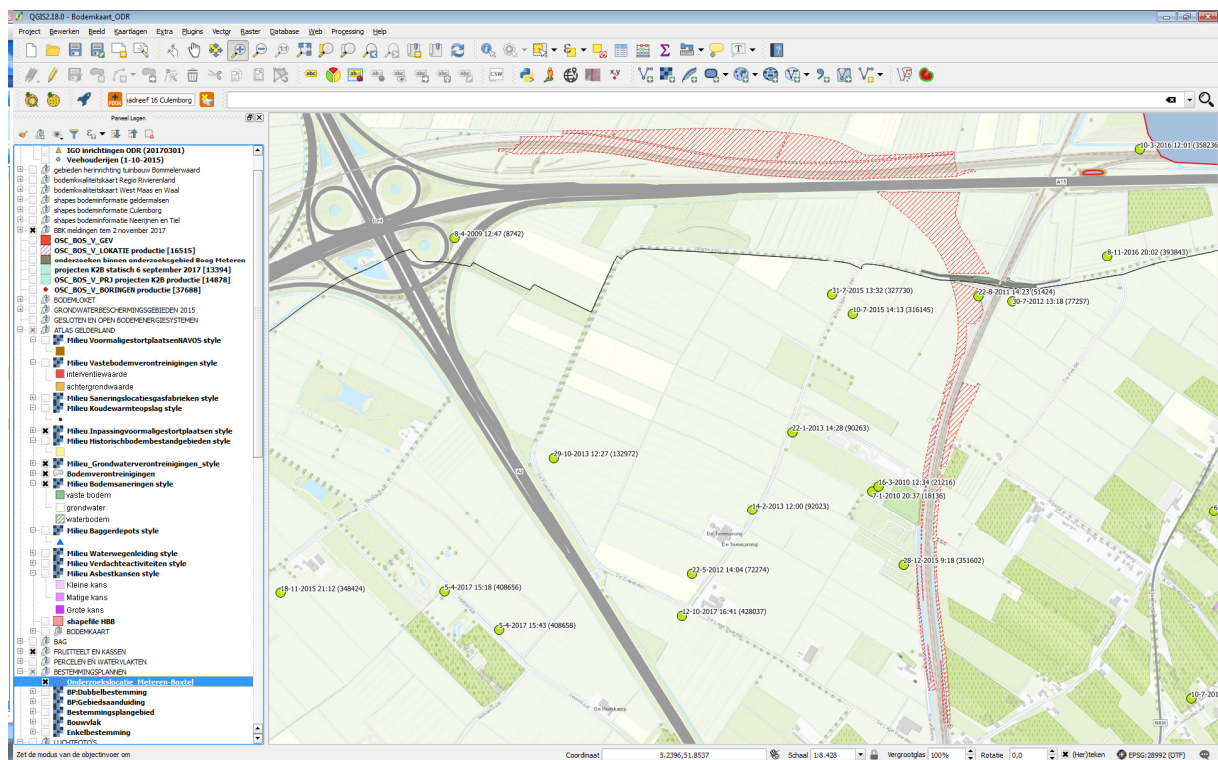 QGIS2.18.0 - Bodemkaart_ODR
Project Bewerken Beeld Kaartlagen Extra Plugins Vector Raster Database Web Processing Help
CSW
PDOK
adreef 16 Culemborg
Paneel Lagen
IGO inrichtingen ODR (20170301)
Veehouderijen (1-10-2015)
gebieden herinrichting tuinbouw Bommelerwaard
bodemkwaliteitskaart Regio Rivierenland
bodemkwaliteitskaart West Maas en Waal
shapes bodeminformatie geldermalsen
shapes bodeminformatie Culemborg
shapes bodeminformatie Neerijnen en Tiel
BBK meldingen tem 2 november 2017
OSC_BOS_V_GEV
OSC_BOS_V_LOKATIE productie [16515]
onderzoeken binnen onderzoeksgebied Boog Meteren
projecten K2B statisch 6 september 2017 [13394]
OSC_BOS_V_PRJ projecten K2B productie [14878]
OSC_BOS_V_BORINGEN productie [37688]
BODEMLOKET
GRONDWATERBESCHERMINGSGEBIEDEN 2015
GESLOTEN EN OPEN BODEMENERGIESYSTEMEN
ATLAS GELDERLAND
Milieu VoormaligestortplaatsenNAVOS style
Milieu Vastebodemverontreinigingen style
interventiewaarde
achtergrondwaarde
Milieu Saneringslocatiesgasfabrieken style
Milieu Koudewarmteopslag style
Milieu Inpassingvoormaligestortplaatsen style
Milieu Historischbodembestandgebieden style
Milieu_Grondwaterverontreinigingen_style
Bodemverontreinigingen
Milieu Bodemsaneringen style
vaste bodem
grondwater
waterbodem
Milieu Baggerdepots style
Milieu Waterwegenleiding style
Milieu Verdachteactiviteiten style
Milieu Asbestkansen style
Kleine kans
Matige kans
Grote kans
shapefile HBB
BODEMKAART
BAG
FRUITTEELT EN KASSEN
PERCELEN EN WATERVLAKTEN
BESTEMMINGSPLANNEN
Onderzoekslocatie_Meteren-Boxtel
BP:Dubbelbestemming
BP:Gebiedsaanduiding
Bestemmingsplangebied
Bouwvlak
Enkelbestemming
LUCHTFOTO'S
10-3-2016 12:01 (358236
A15
8-4-2009 12:47 (8742)
8-11-2016 20:02 (393843)
31-7-2015 13:32 (327730)
22-8-2011 14:23 (51424)
30-7-2012 13:18 (77257)
10-7-2015 14:13 (316145)
22-1-2013 14:28 (90263)
29-10-2013 12:27 (132972)
A2
16-3-2010 12:34 (21216)
7-1-2010 20:37 (18136)
14-2-2013 12:00 (92023)
De Tweesprong
De Tweesprong
28-12-2015 9:18 (351602)
22-5-2012 14:04 (72274)
18-11-2015 21:12 (348424)
5-4-2017 15:18 (408656)
12-10-2017 16:41 (428037)
5-4-2017 15:43 (408658)
10-7-201
N830
Zet de modus van de objectinvoer om
Coördinaat 5.2396,51.8537 Schaal 1:8.428 Vergrootglas 100% Rotatie 0,0 (Her)teken EPSG:28992 (OTF)